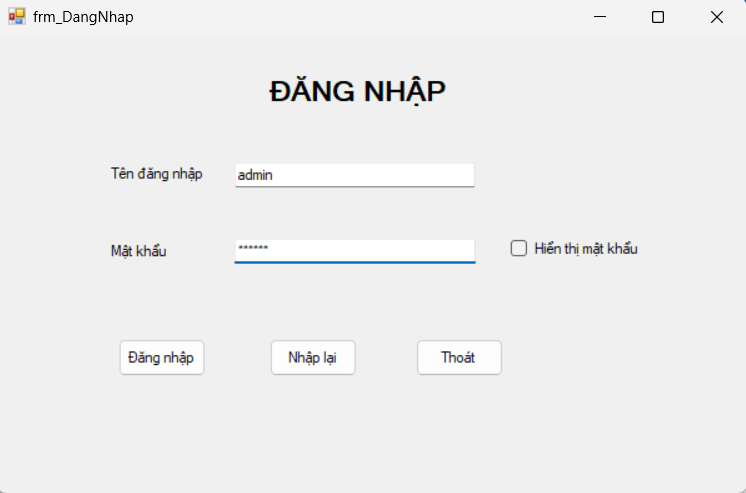 frm_DangNhap
ĐĂNG NHẬP
Tên đăng nhập admin
Mật khẩu ****** Hiển thị mật khẩu
Đăng nhập Nhập lại Thoát